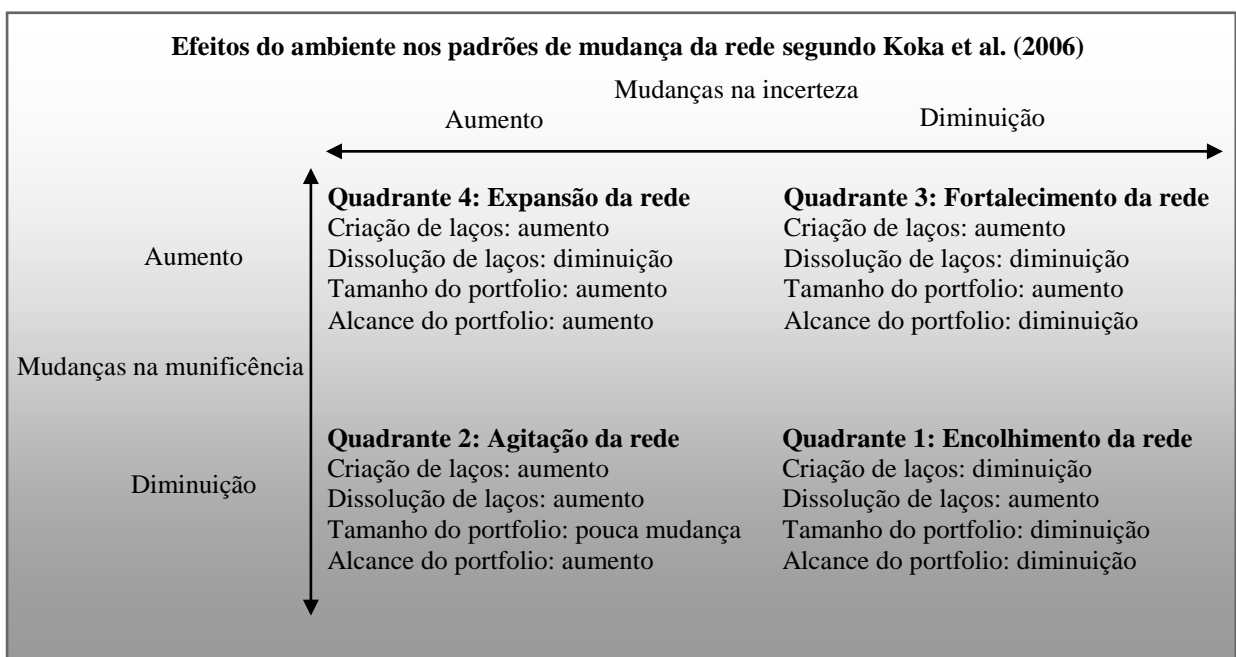 Efeitos do ambiente nos padrões de mudança da rede segundo Koka et al. (2006)
Mudanças na incerteza
Aumento
Diminuição
Mudanças na munificência
Aumento
Quadrante 4: Expansão da rede
Criação de laços: aumento
Dissolução de laços: diminuição
Tamanho do portfolio: aumento
Alcance do portfolio: aumento
Quadrante 3: Fortalecimento da rede
Criação de laços: aumento
Dissolução de laços: diminuição
Tamanho do portfolio: aumento
Alcance do portfolio: diminuição
Diminuição
Quadrante 2: Agitação da rede
Criação de laços: aumento
Dissolução de laços: aumento
Tamanho do portfolio: pouca mudança
Alcance do portfolio: aumento
Quadrante 1: Encolhimento da rede
Criação de laços: diminuição
Dissolução de laços: aumento
Tamanho do portfolio: diminuição
Alcance do portfolio: diminuição